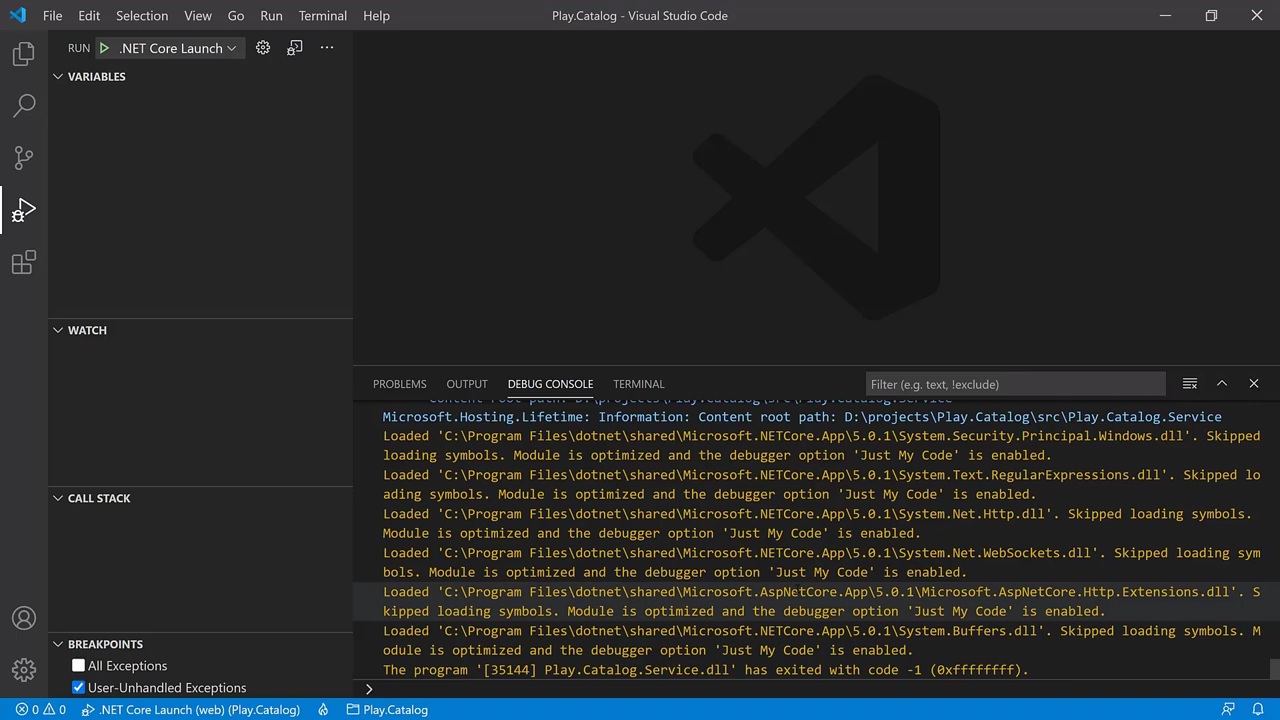 File Edit Selection View Go Run Terminal Help Play.Catalog - Visual Studio Code
RUN .NET Core Launch
VARIABLES
WATCH
CALL STACK
BREAKPOINTS
All Exceptions
User-Unhandled Exceptions
PROBLEMS OUTPUT DEBUG CONSOLE TERMINAL Filter (e.g. text, !exclude)
Content root path: D:\projects\Play.Catalog\src\Play.Catalog.Service
Microsoft.Hosting.Lifetime: Information: Content root path: D:\projects\Play.Catalog\src\Play.Catalog.Service
Loaded 'C:\Program Files\dotnet\shared\Microsoft.NETCore.App\5.0.1\System.Security.Principal.Windows.dll'. Skipped
loading symbols. Module is optimized and the debugger option 'Just My Code' is enabled.
Loaded 'C:\Program Files\dotnet\shared\Microsoft.NETCore.App\5.0.1\System.Text.RegularExpressions.dll'. Skipped lo
ading symbols. Module is optimized and the debugger option 'Just My Code' is enabled.
Loaded 'C:\Program Files\dotnet\shared\Microsoft.NETCore.App\5.0.1\System.Net.Http.dll'. Skipped loading symbols.
Module is optimized and the debugger option 'Just My Code' is enabled.
Loaded 'C:\Program Files\dotnet\shared\Microsoft.NETCore.App\5.0.1\System.Net.WebSockets.dll'. Skipped loading sym
bols. Module is optimized and the debugger option 'Just My Code' is enabled.
Loaded 'C:\Program Files\dotnet\shared\Microsoft.AspNetCore.App\5.0.1\Microsoft.AspNetCore.Http.Extensions.dll'. S
kipped loading symbols. Module is optimized and the debugger option 'Just My Code' is enabled.
Loaded 'C:\Program Files\dotnet\shared\Microsoft.NETCore.App\5.0.1\System.Buffers.dll'. Skipped loading symbols. M
odule is optimized and the debugger option 'Just My Code' is enabled.
The program '[35144] Play.Catalog.Service.dll' has exited with code -1 (0xffffffff).
0 0 .NET Core Launch (web) (Play.Catalog) Play.Catalog